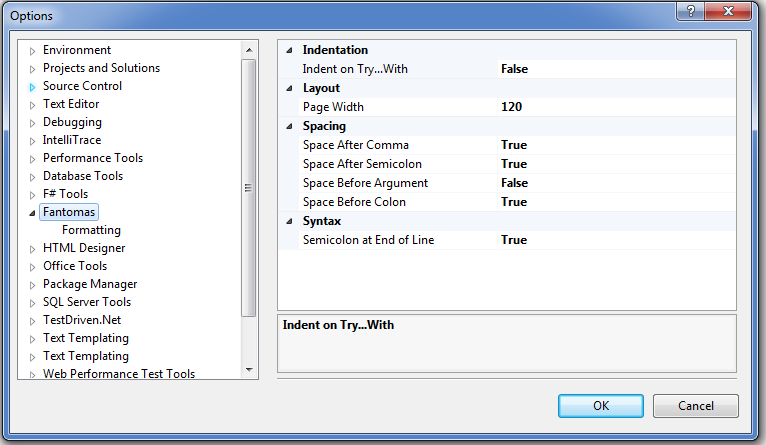 Options
?
Environment
Projects and Solutions
Source Control
Text Editor
Debugging
IntelliTrace
Performance Tools
Database Tools
F# Tools
Fantomas
Formatting
HTML Designer
Office Tools
Package Manager
SQL Server Tools
TestDriven.Net
Text Templating
Text Templating
Web Performance Test Tools
Indentation
Indent on Try...With False
Layout
Page Width 120
Spacing
Space After Comma True
Space After Semicolon True
Space Before Argument False
Space Before Colon True
Syntax
Semicolon at End of Line True
Indent on Try...With
OK Cancel